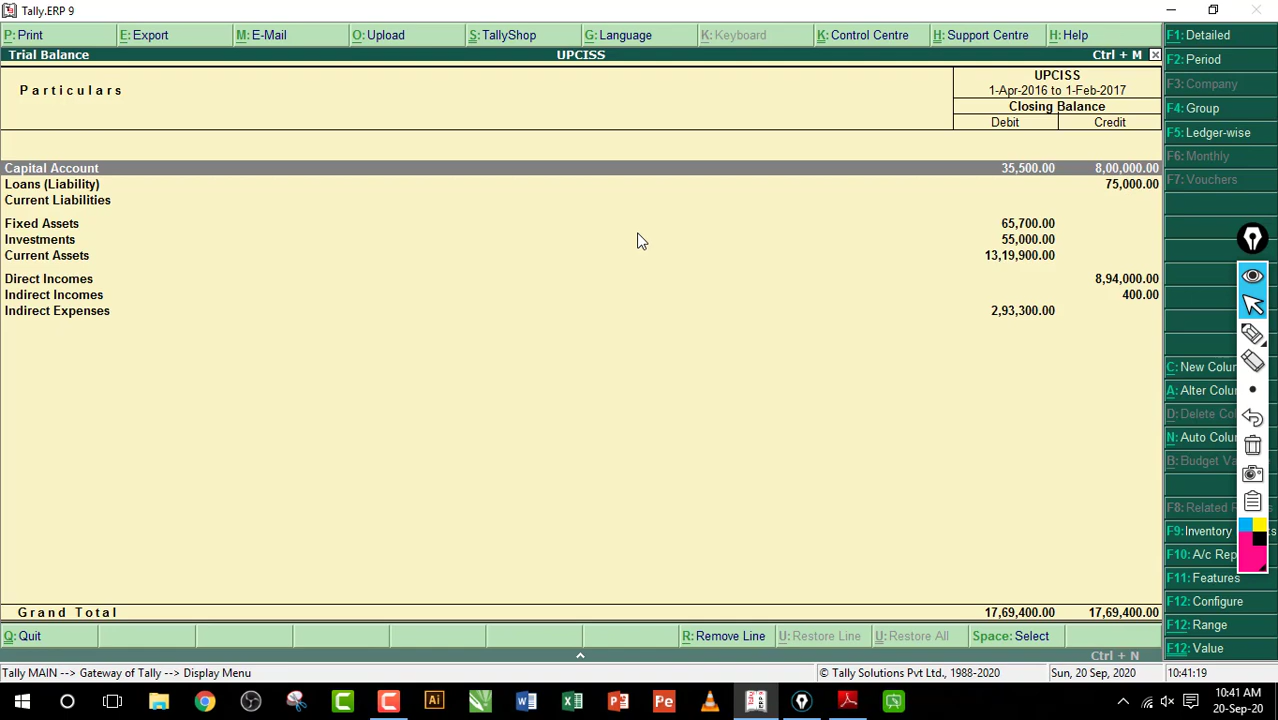 Tally.ERP 9
P: Print
E: Export
M: E-Mail
O: Upload
S: TallyShop
G: Language
K: Keyboard
K: Control Centre
H: Support Centre
H: Help
Trial Balance
UPCISS
Ctrl + M
Particulars
UPCISS
1-Apr-2016 to 1-Feb-2017
Closing Balance
Debit Credit
Capital Account 35,500.00 8,00,000.00
Loans (Liability) 75,000.00
Current Liabilities
Fixed Assets 65,700.00
Investments 55,000.00
Current Assets 13,19,900.00
Direct Incomes 8,94,000.00
Indirect Incomes 400.00
Indirect Expenses 2,93,300.00
Grand Total 17,69,400.00 17,69,400.00
F1: Detailed
F2: Period
F3: Company
F4: Group
F5: Ledger-wise
F6: Monthly
F7: Vouchers
C: New Colu
A: Alter Colu
D: Delete Co
N: Auto Colu
B: Budget Va
F8: Related R
F9: Inventory
F10: A/c Rep
F11: Features
F12: Configure
F12: Range
F12: Value
Q: Quit
R: Remove Line
U: Restore Line
U: Restore All
Space: Select
Ctrl + N
Tally MAIN --> Gateway of Tally --> Display Menu
© Tally Solutions Pvt Ltd., 1988-2020
Sun, 20 Sep, 2020
10:41:19
10:41 AM
20-Sep-20